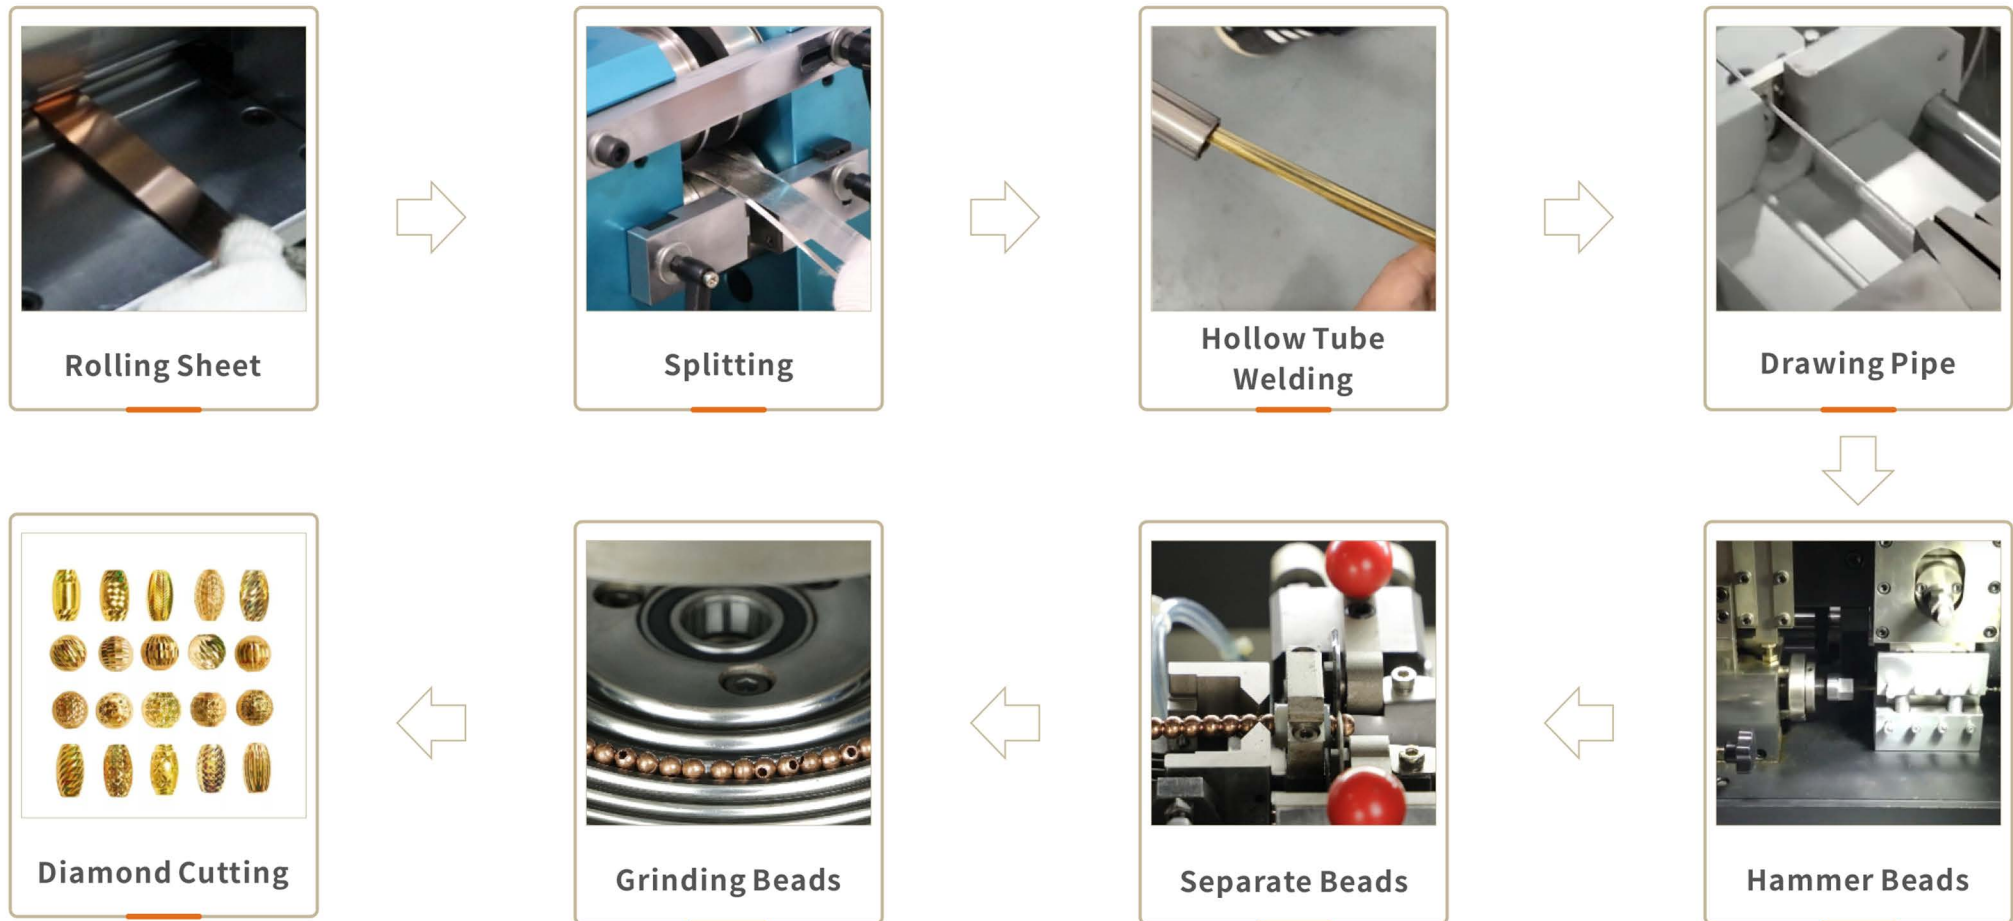 Rolling Sheet
Splitting
Hollow Tube
Welding
Drawing Pipe
Diamond Cutting
Grinding Beads
Separate Beads
Hammer Beads